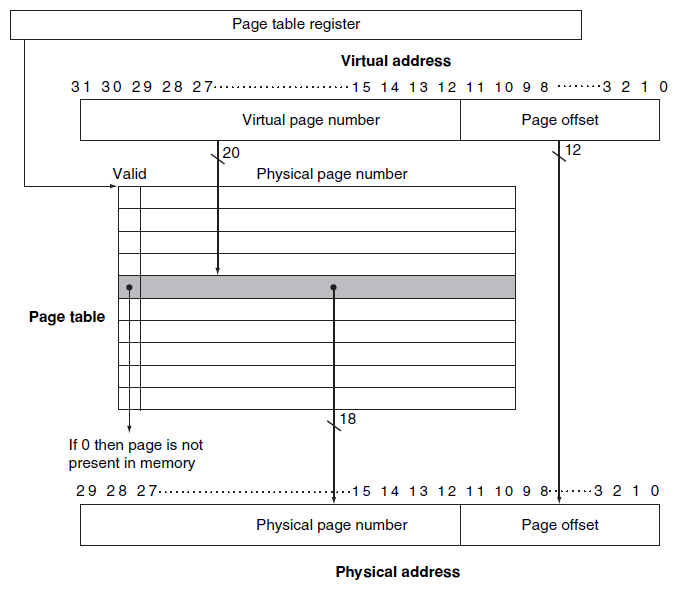 Page table register
Virtual address
31 30 29 28 27 ................ 15 14 13 12 11 10 9 8 ...... 3 2 1 0
Virtual page number Page offset
20 12
Valid Physical page number
Page table
18
If 0 then page is not
present in memory
29 28 27 ................ 15 14 13 12 11 10 9 8 ...... 3 2 1 0
Physical page number Page offset
Physical address